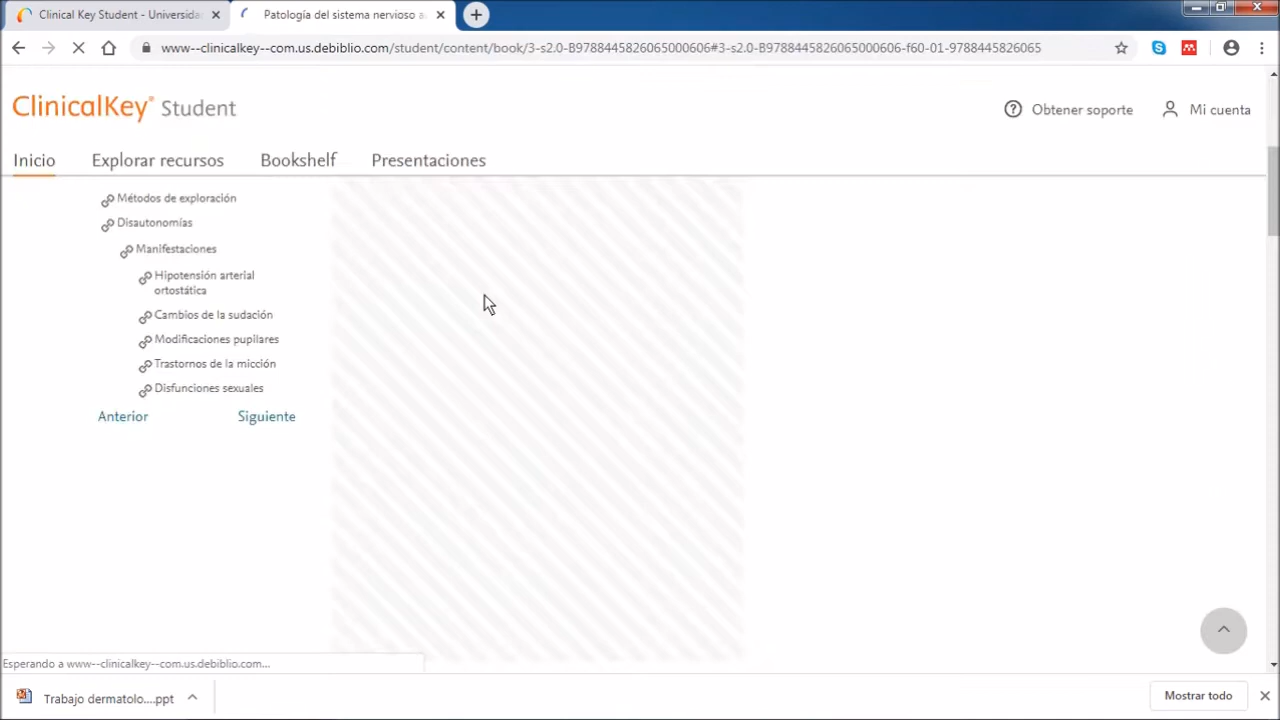 Clinical Key Student - Universida
Patología del sistema nervioso a
www--clinicalkey--com.us.debiblio.com/student/content/book/3-s2.0-B9788445826065000606#3-s2.0-B9788445826065000606-f60-01-9788445826065
ClinicalKey® Student
Obtener soporte
Mi cuenta
Inicio
Explorar recursos
Bookshelf
Presentaciones
Métodos de exploración
Disautonomías
Manifestaciones
Hipotensión arterial
ortostática
Cambios de la sudación
Modificaciones pupilares
Trastornos de la micción
Disfunciones sexuales
Anterior
Siguiente
Esperando a www--clinicalkey--com.us.debiblio.com...
Trabajo dermatolo....ppt
Mostrar todo